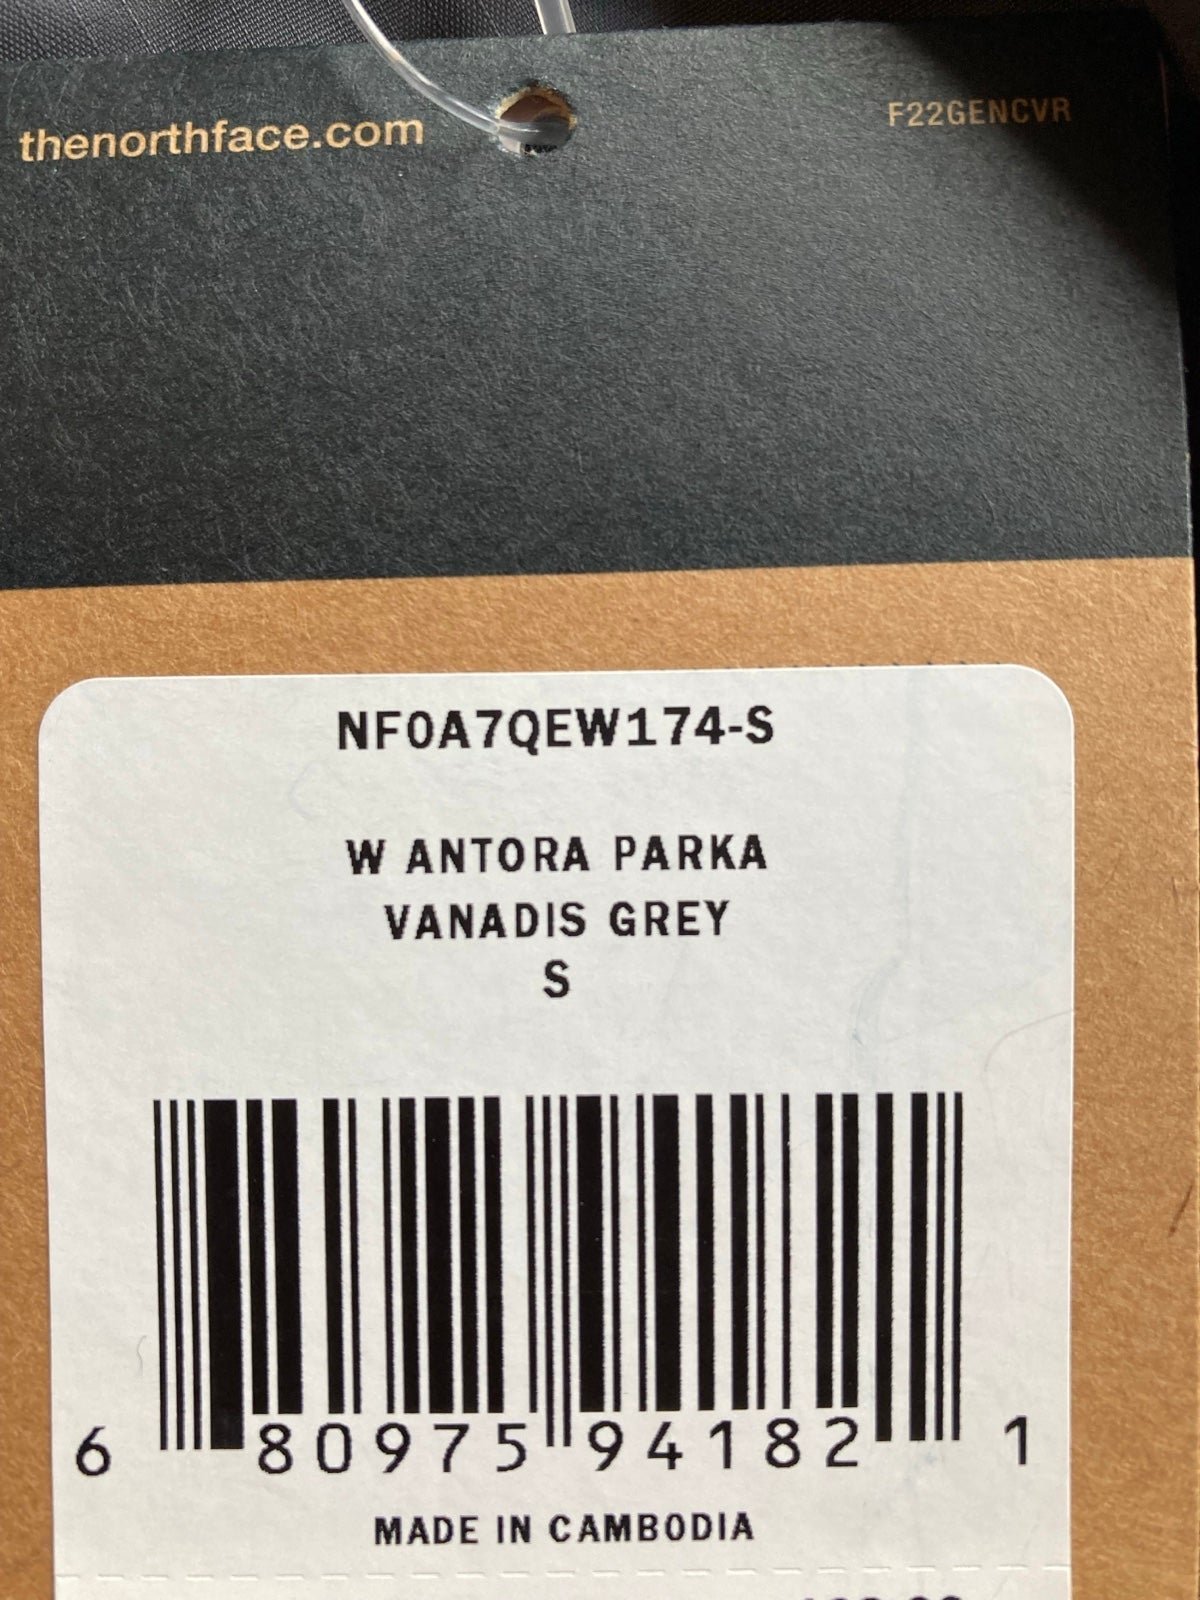 thenorthface.com
F22GENCVR
NF0A7QEW174-S
W ANTORA PARKA
VANADIS GREY
S
6 80975 94182 1
MADE IN CAMBODIA